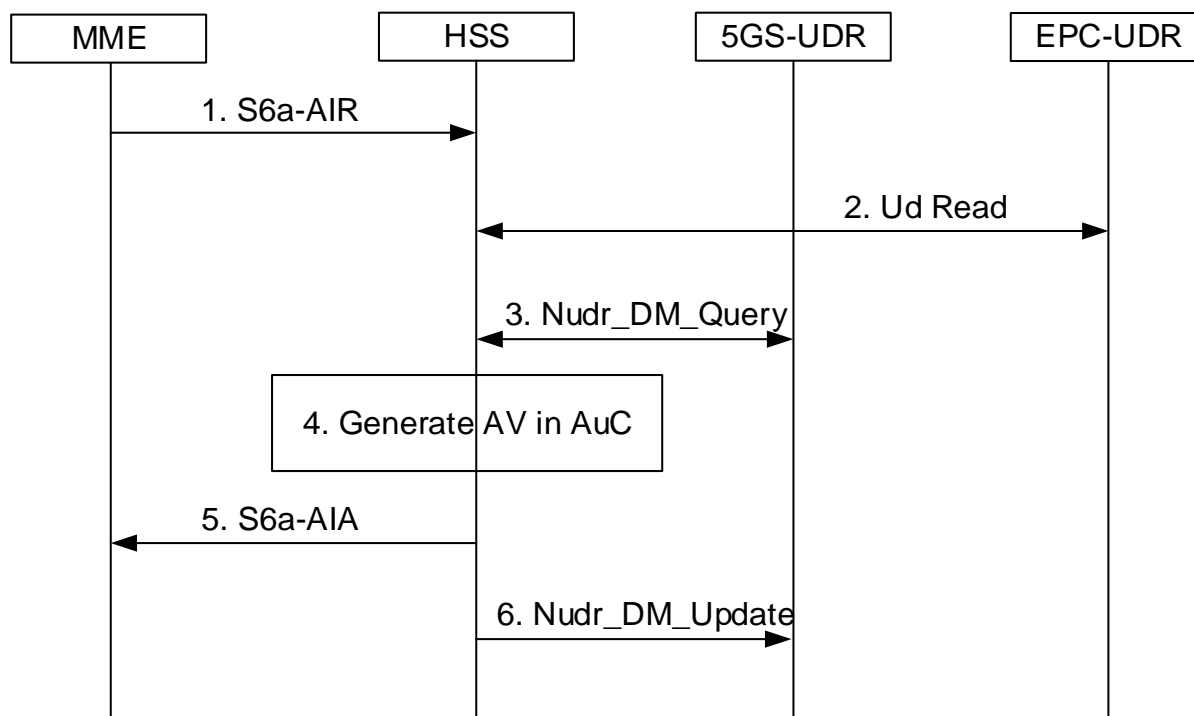 MME
HSS
5GS-UDR
EPC-UDR
1. S6a-AIR
2. Ud Read
3. Nudr_DM_Query
4. Generate AV in AuC
5. S6a-AIA
6. Nudr_DM_Update